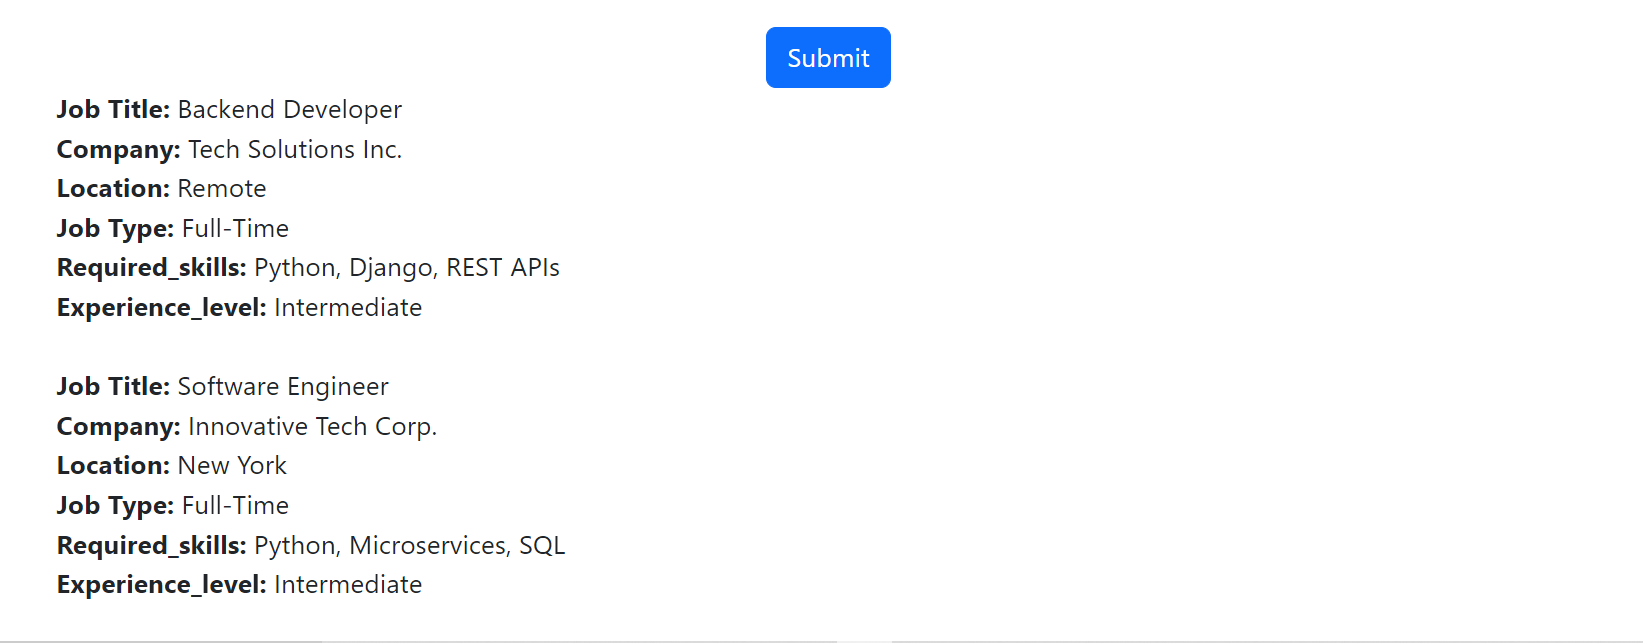 Submit
Job Title: Backend Developer
Company: Tech Solutions Inc.
Location: Remote
Job Type: Full-Time
Required_skills: Python, Django, REST APIs
Experience_level: Intermediate
Job Title: Software Engineer
Company: Innovative Tech Corp.
Location: New York
Job Type: Full-Time
Required_skills: Python, Microservices, SQL
Experience_level: Intermediate